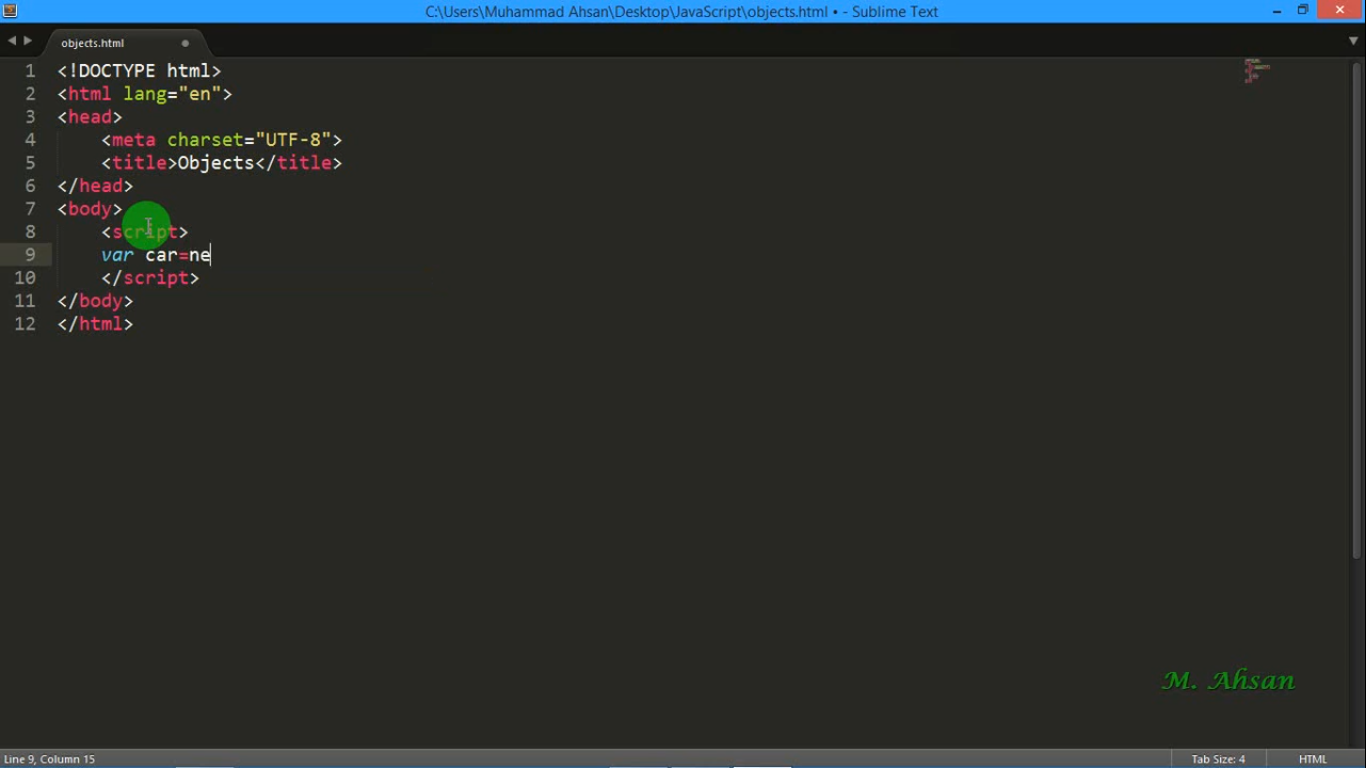 C:\Users\Muhammad Ahsan\Desktop\JavaScript\objects.html • - Sublime Text
objects.html
1 <!DOCTYPE html>
2 <html lang="en">
3 <head>
4 <meta charset="UTF-8">
5 <title>Objects</title>
6 </head>
7 <body>
8 <script>
9 var car=ne
10 </script>
11 </body>
12 </html>
M. Ahsan
Line 9, Column 15 Tab Size: 4 HTML